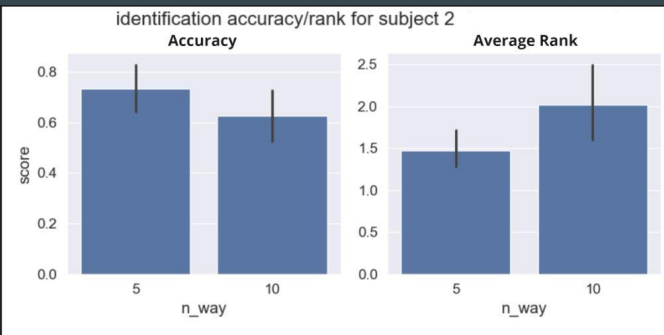 identification accuracy/rank for subject 2
Accuracy
score
0.8
0.6
0.4
0.2
0.0
5 10
n_way
Average Rank
2.5
2.0
1.5
1.0
0.5
0.0
5 10
n_way